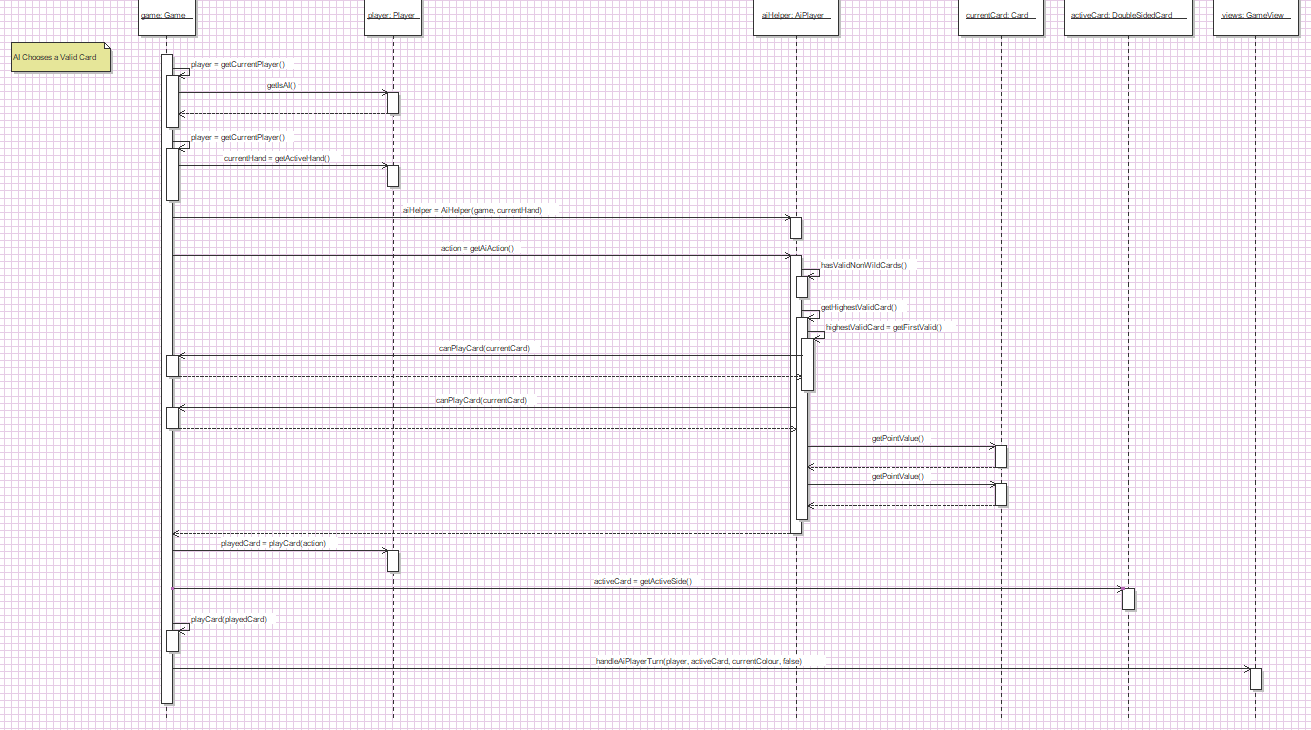 game: Game
player: Player
aiHelper: AiPlayer
currentCard: Card
activeCard: DoubleSidedCard
views: GameView
AI Chooses a Valid Card
player = getCurrentPlayer()
getIsAI()
player = getCurrentPlayer()
currentHand = getActiveHand()
aiHelper = AiHelper(game, currentHand)
action = getAiAction()
hasValidNonWildCards()
getHighestValidCard()
highestValidCard = getFirstValid()
canPlayCard(currentCard)
canPlayCard(currentCard)
getPointValue()
getPointValue()
playedCard = playCard(action)
activeCard = getActiveSide()
playCard(playedCard)
handleAiPlayerTurn(player, activeCard, currentColour, false)